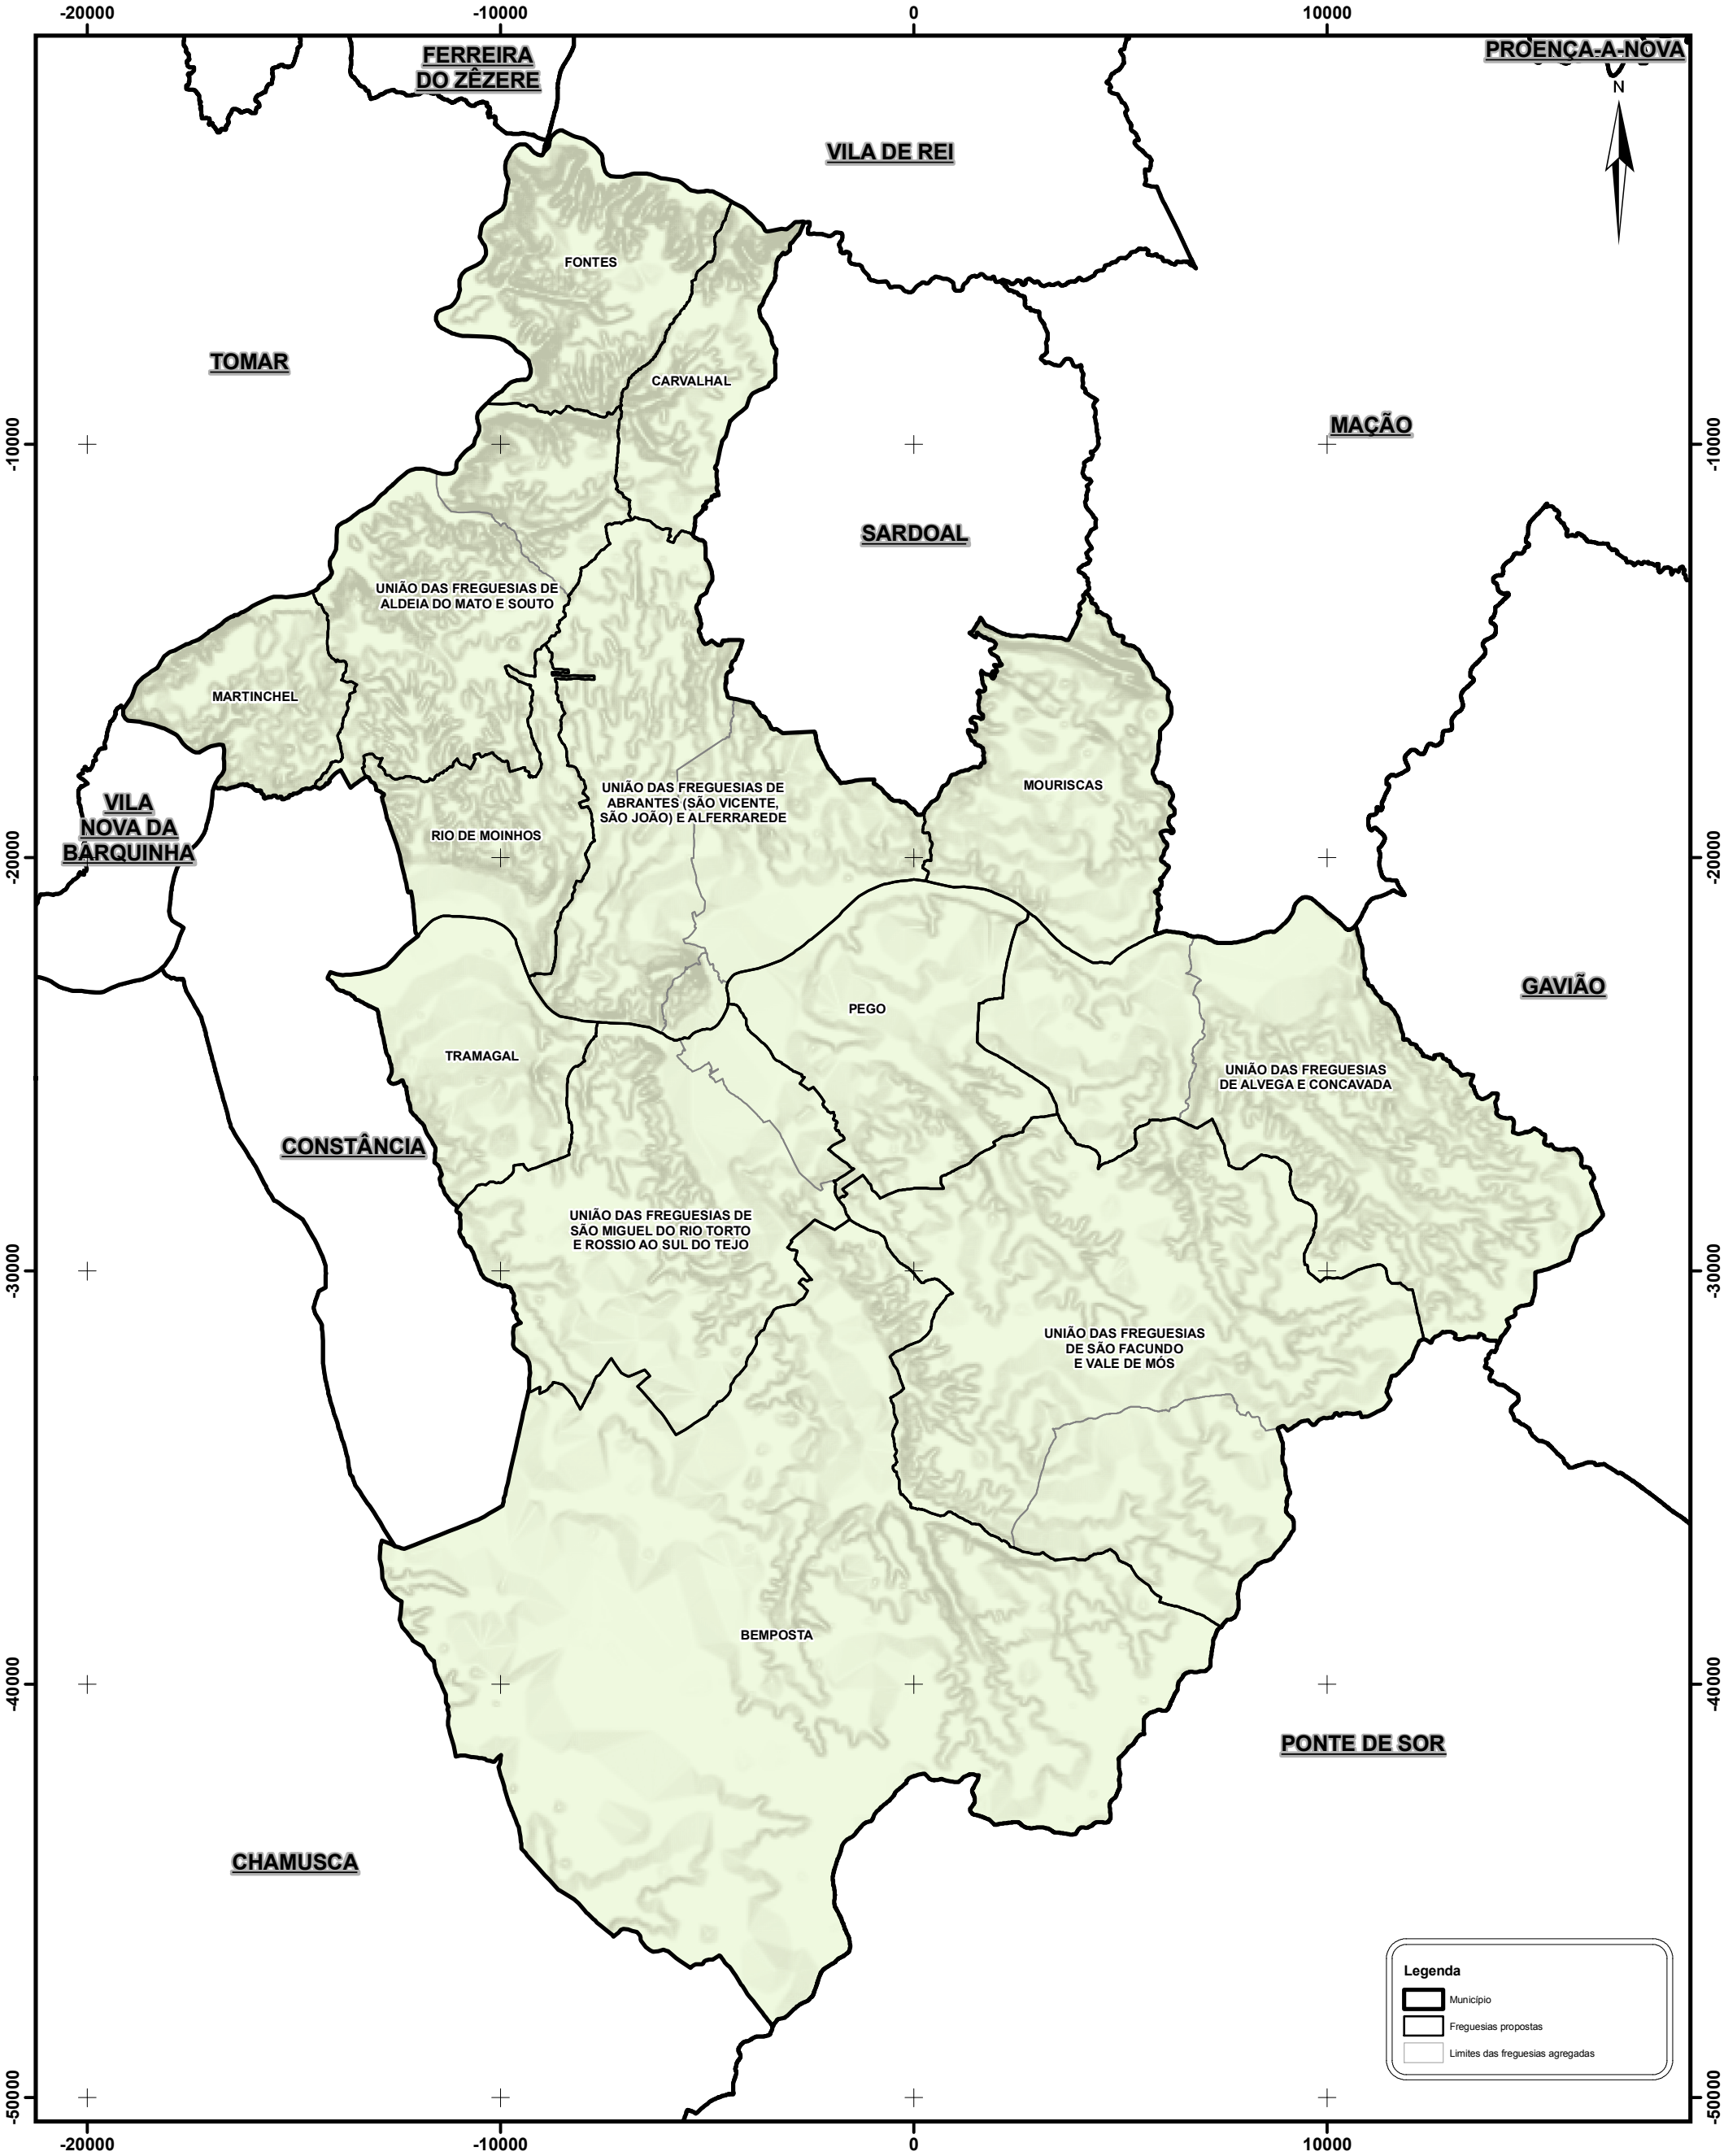 -20000
-10000
0
10000
FERREIRA
DO ZÊZERE
PROENÇA-A-NOVA
N
VILA DE REI
FONTES
TOMAR
CARVALHAL
MAÇÃO
-10000
-10000
SARDOAL
UNIÃO DAS FREGUESIAS DE
ALDEIA DO MATO E SOUTO
MARTINCHEL
MOURISCAS
UNIÃO DAS FREGUESIAS DE
ABRANTES (SÃO VICENTE,
SÃO JOÃO) E ALFERRAREDE
VILA
NOVA DA
BARQUINHA
RIO DE MOINHOS
-20000
-20000
GAVIÃO
PEGO
TRAMAGAL
UNIÃO DAS FREGUESIAS
DE ALVEGA E CONCAVADA
CONSTÂNCIA
UNIÃO DAS FREGUESIAS DE
SÃO MIGUEL DO RIO TORTO
E ROSSIO AO SUL DO TEJO
-30000
-30000
UNIÃO DAS FREGUESIAS
DE SÃO FACUNDO
E VALE DE MÓS
BEMPOSTA
-40000
-40000
PONTE DE SOR
CHAMUSCA
Legenda
Município
Freguesias propostas
Limites das freguesias agregadas
-50000
-50000
-20000
-10000
0
10000